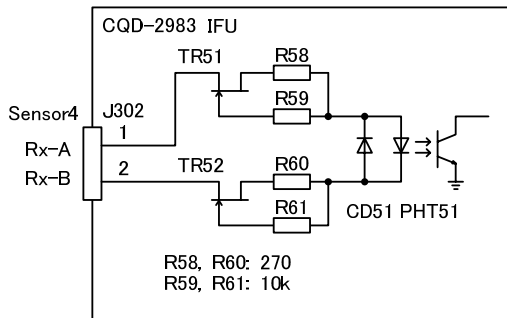 CQD-2983 IFU
TR51
R58
R59
Sensor4
J302
1
Rx-A
Rx-B
2
TR52
R60
R61
CD51 PHT51
R58, R60: 270
R59, R61: 10k